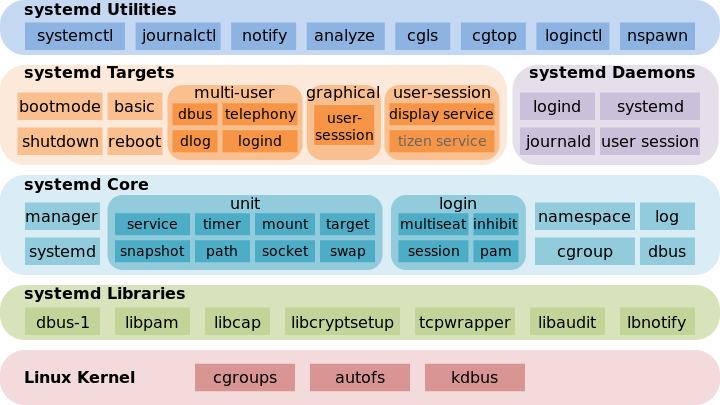 systemd Utilities
systemctl journalctl notify analyze cgls cgtop loginctl nspawn
systemd Targets
bootmode basic
shutdown reboot
multi-user
dbus telephony
dlog logind
graphical
user-
sesssion
user-session
display service
tizen service
systemd Daemons
logind systemd
journald user session
systemd Core
manager
systemd
unit
service timer mount target
snapshot path socket swap
login
multiseat inhibit
session pam
namespace log
cgroup dbus
systemd Libraries
dbus-1 libpam libcap libcryptsetup tcpwrapper libaudit lbnotify
Linux Kernel cgroups autofs kdbus